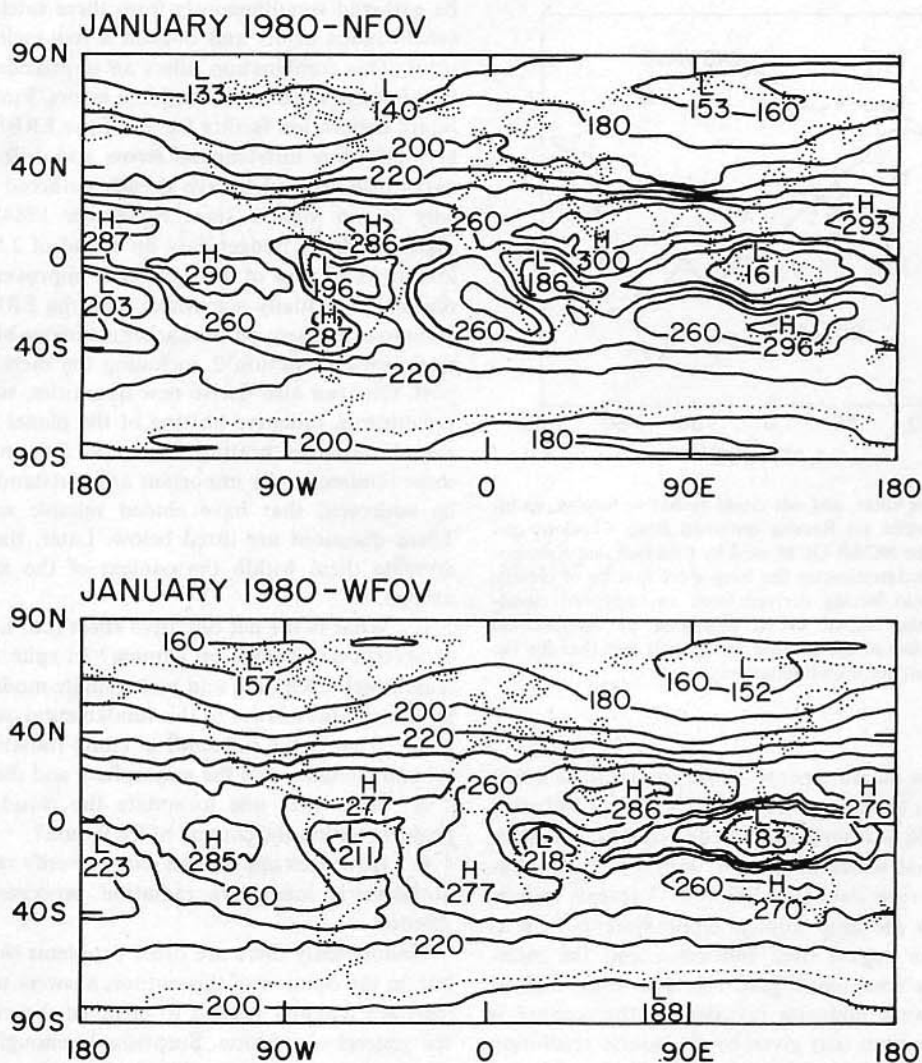 JANUARY 1980-NFOV
90N
L L L
133 140 153 160
180
200
40N 220
H H 260 H H
287 286 300 293
0 H L L L
290 196 186 161
L H
203 260 287 260 260 H
40S 296
220
200 180
90S
180 90W 0 90E 180
JANUARY 1980-WFOV
90N
160 L L
157 160 152
180
200
40N 220
H 260 H H
277 286 276
0 L H L L L
223 285 211 218 183
H H
260 277 260 270
40S
220
200 L
188
90S
180 90W 0 90E 180